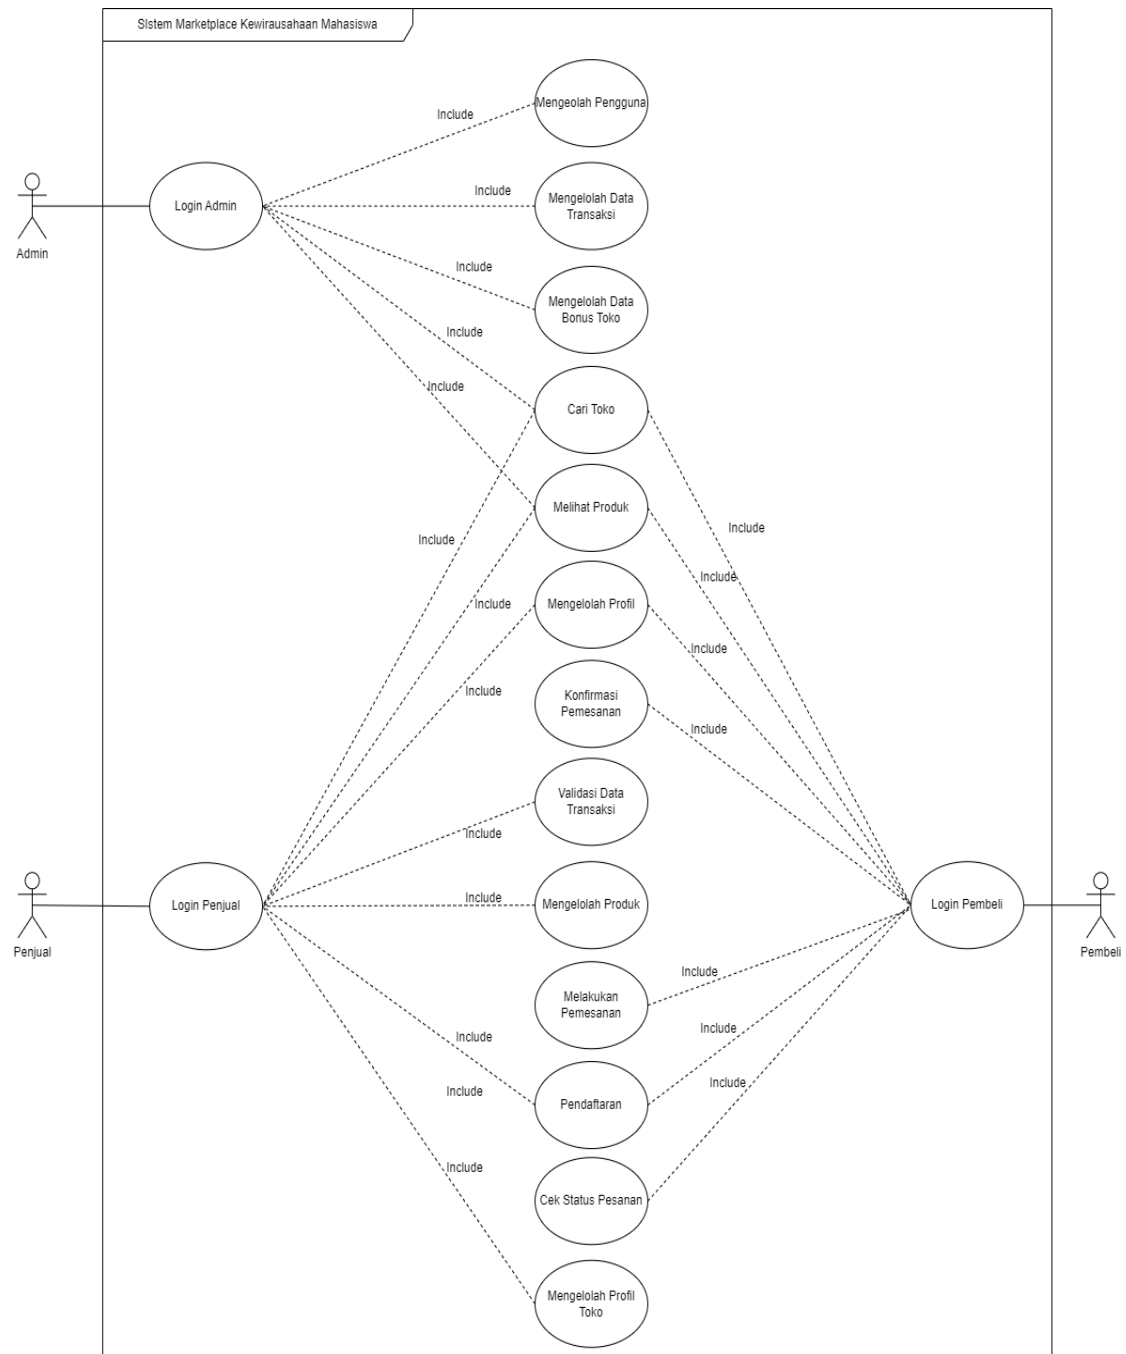 SIstem Marketplace Kewirausahaan Mahasiswa
Mengeolah Pengguna
Include
Login Admin
Include
Mengelolah Data
Transaksi
Admin
Include
Mengelolah Data
Bonus Toko
Include
Include
Cari Toko
Melihat Produk
Include
Include
Include
Include
Mengelolah Profil
Include
Include
Konfirmasi
Pemesanan
Include
Validasi Data
Transaksi
Include
Login Penjual
Include
Mengelolah Produk
Login Pembeli
Penjual
Pembeli
Include
Melakukan
Pemesanan
Include
Include
Include
Include
Pendaftaran
Include
Cek Status Pesanan
Mengelolah Profil
Toko